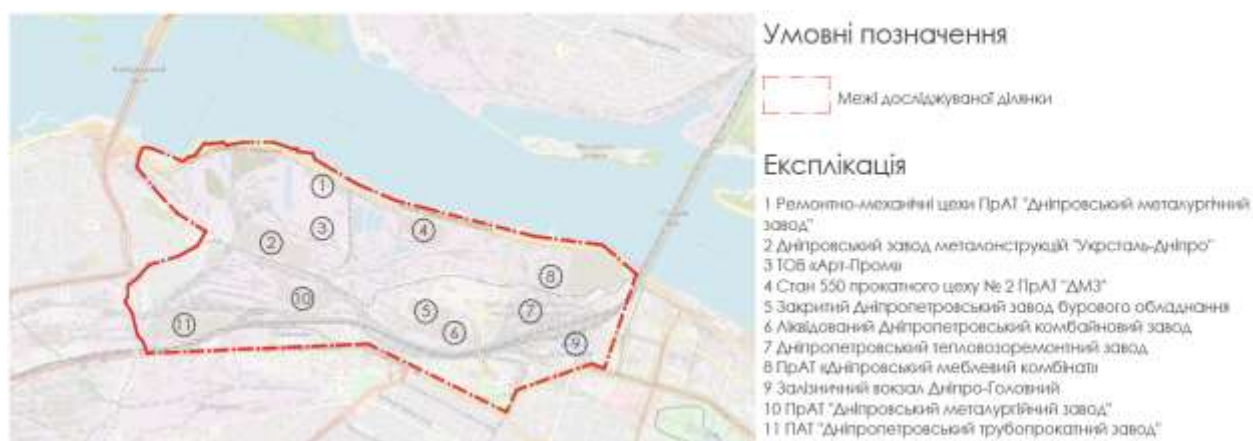 Умовні позначення
Межі досліджуваної ділянки
Експлікація
1 Ремонтно-механічні цехи ПрАТ "Дніпровський металургічний
завод"
2 Дніпровський завод металоконструкцій "Укрсталь-Дніпро"
3 ТОВ «Арт-Пром»
4 Стан 550 прокатного цеху № 2 ПрАТ "ДМЗ"
5 Закритий Дніпропетровський завод бурового обладнання
6 Ліквідований Дніпропетровський комбайновий завод
7 Дніпропетровський тепловозоремонтний завод
8 ПрАТ «Дніпровський меблевий комбінат»
9 Залізничний вокзал Дніпро-Головний
10 ПрАТ "Дніпровський металургійний завод"
11 ПАТ "Дніпропетровський трубопрокатний завод"
1
2
3
4
5
6
7
8
9
10
11